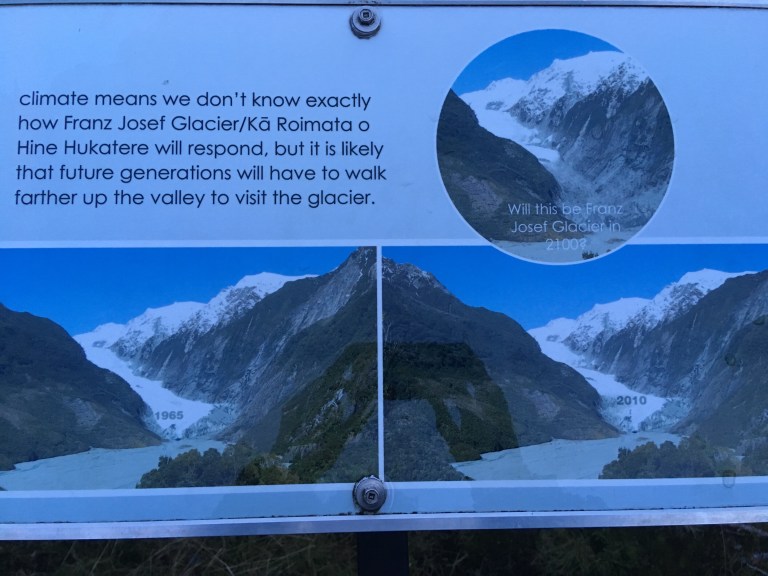 climate means we don't know exactly
how Franz Josef Glacier/Kā Roimata o
Hine Hukatere will respond, but it is likely
that future generations will have to walk
farther up the valley to visit the glacier.
Will this be Franz
Josef Glacier in
2100?
1965
2010